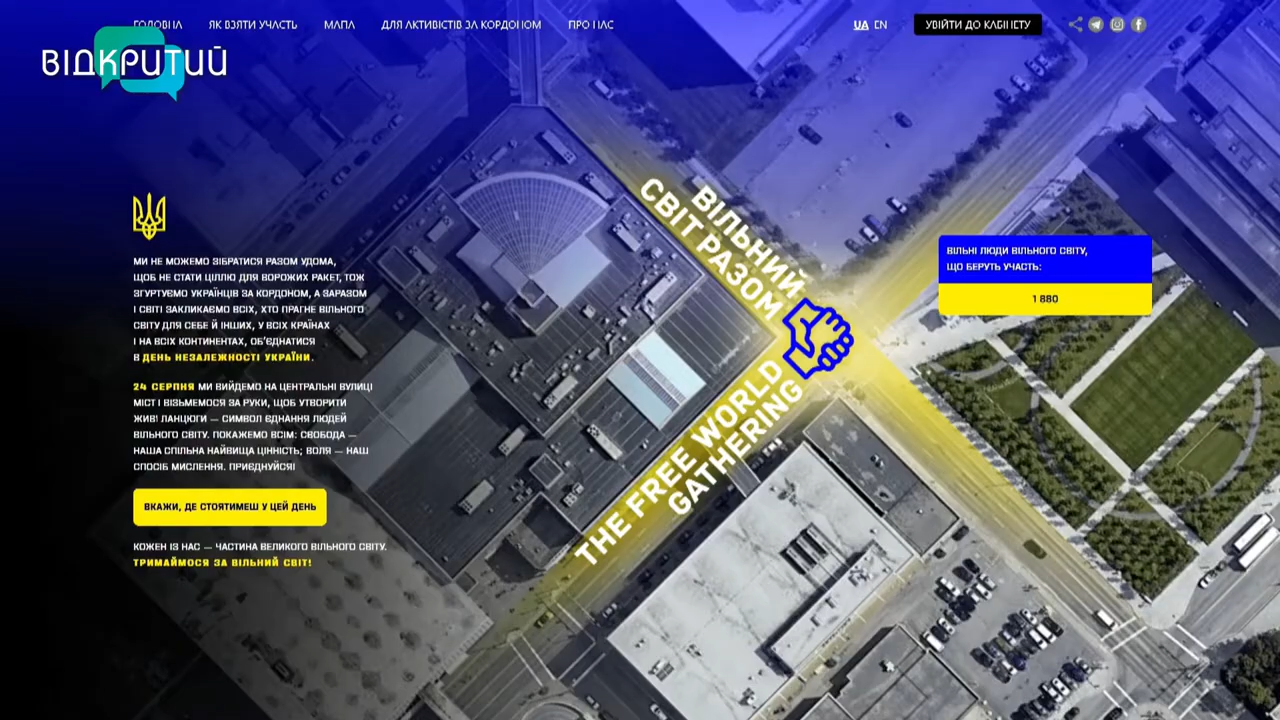 ГОЛОВНА
ЯК ВЗЯТИ УЧАСТЬ
МАПА
ДЛЯ АКТИВІСТІВ ЗА КОРДОНОМ
ПРО НАС
UA EN
УВІЙТИ ДО КАБІНЕТУ
ВІДКРИТИЙ
МИ НЕ МОЖЕМО ЗІБРАТИСЯ РАЗОМ УДОМА,
ЩОБ НЕ СТАТИ ЦІЛЛЮ ДЛЯ ВОРОЖИХ РАКЕТ, ТОЖ
ЗГУРТУЄМО УКРАЇНЦІВ ЗА КОРДОНОМ, А ЗАРАЗОМ
І СВІТІ ЗАКЛИКАЄМО ВСІХ, ХТО ПРАГНЕ ВІЛЬНОГО
СВІТУ ДЛЯ СЕБЕ Й ІНШИХ, У ВСІХ КРАЇНАХ
І НА ВСІХ КОНТИНЕНТАХ, ОБ'ЄДНАТИСЯ
В ДЕНЬ НЕЗАЛЕЖНОСТІ УКРАЇНИ.
24 СЕРПНЯ МИ ВИЙДЕМО НА ЦЕНТРАЛЬНІ ВУЛИЦІ
МІСТ І ВІЗЬМЕМОСЯ ЗА РУКИ, ЩОБ УТВОРИТИ
ЖИВІ ЛАНЦЮГИ — СИМВОЛ ЄДНАННЯ ЛЮДЕЙ
ВІЛЬНОГО СВІТУ. ПОКАЖЕМО ВСІМ: СВОБОДА —
НАША СПІЛЬНА НАЙВИЩА ЦІННІСТЬ; ВОЛЯ — НАШ
СПОСІБ МИСЛЕННЯ. ПРИЄДНУЙСЯ!
ВКАЖИ, ДЕ СТОЯТИМЕШ У ЦЕЙ ДЕНЬ
КОЖЕН ІЗ НАС — ЧАСТИНА ВЕЛИКОГО ВІЛЬНОГО СВІТУ.
ТРИМАЙМОСЯ ЗА ВІЛЬНИЙ СВІТ!
ВІЛЬНИЙ
СВІТ РАЗОМ
THE FREE WORLD
GATHERING
ВІЛЬНІ ЛЮДИ ВІЛЬНОГО СВІТУ,
ЩО БЕРУТЬ УЧАСТЬ:
1 880